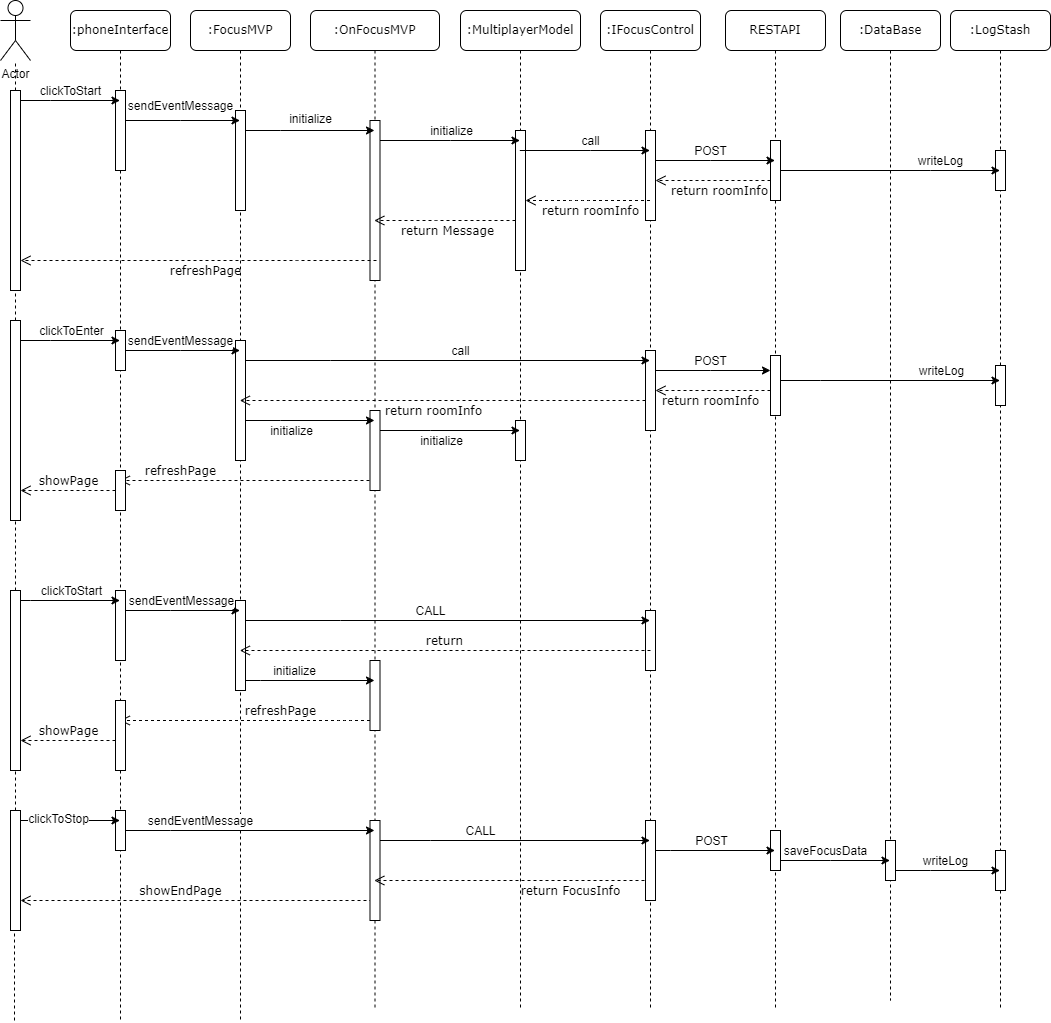 :phoneInterface
:FocusMVP
:OnFocusMVP
:MultiplayerModel
:IFocusControl
RESTAPI
:DataBase
:LogStash
Actor
clickToStart
sendEventMessage
initialize
initialize
call
POST
writeLog
return roomInfo
return roomInfo
return Message
refreshPage
clickToEnter
sendEventMessage
call
POST
writeLog
return roomInfo
return roomInfo
initialize
initialize
refreshPage
showPage
clickToStart
sendEventMessage
CALL
return
initialize
refreshPage
showPage
clickToStop
sendEventMessage
CALL
POST
saveFocusData
writeLog
return FocusInfo
showEndPage